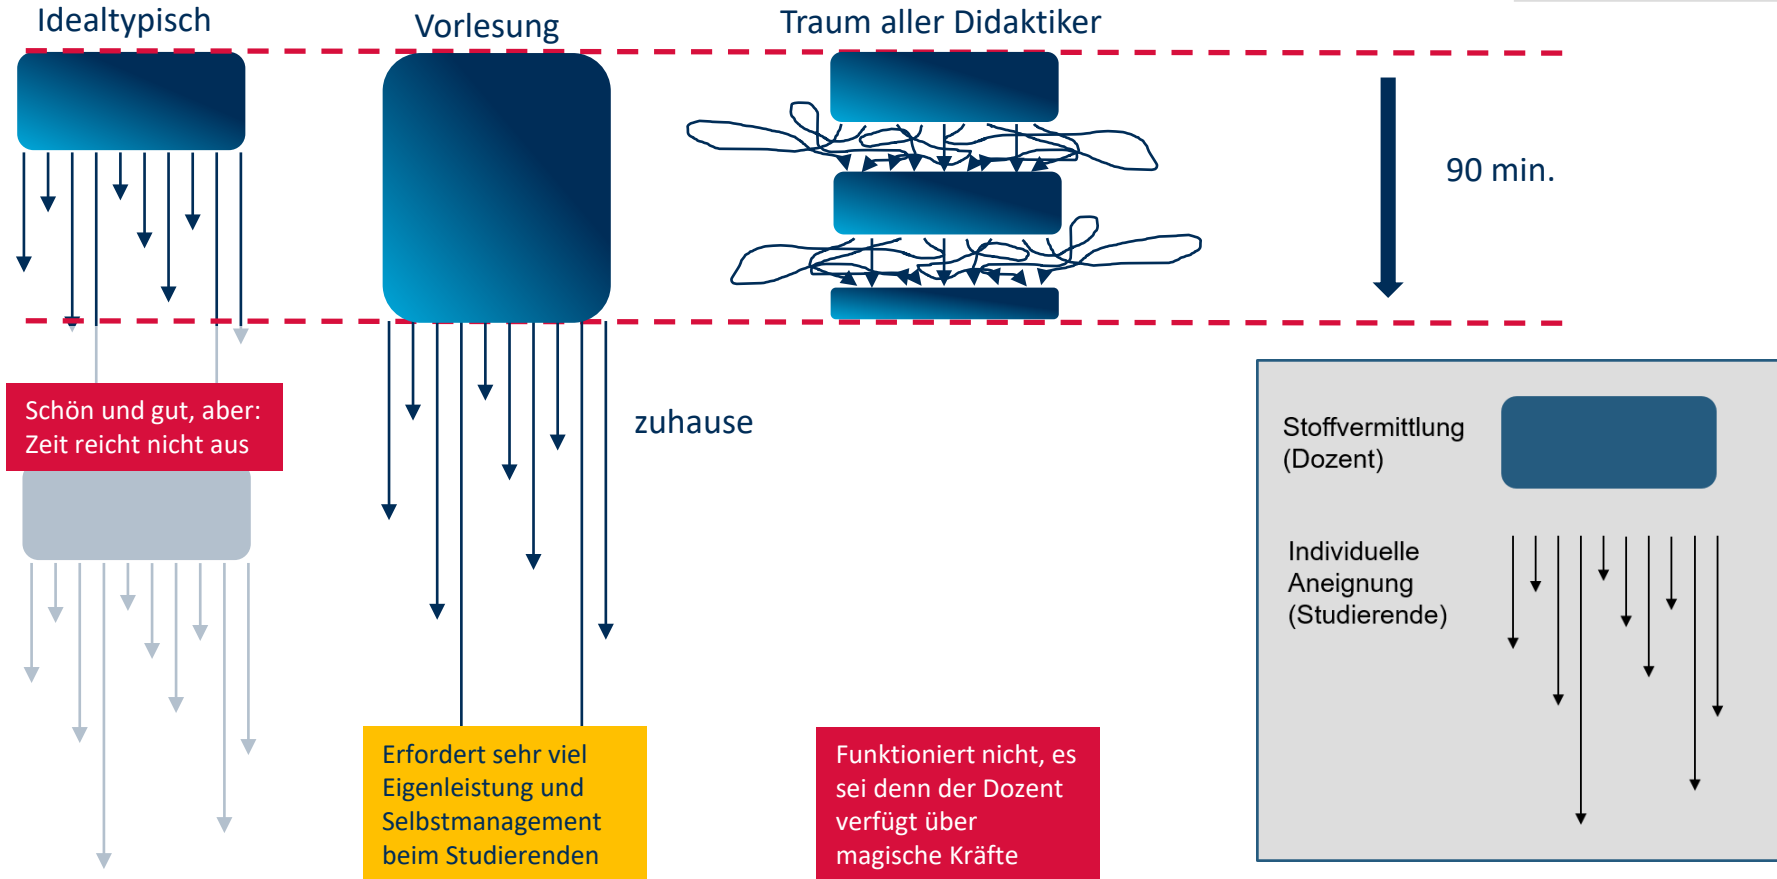 Idealtypisch
Vorlesung
Traum aller Didaktiker
90 min.
Schön und gut, aber:
Zeit reicht nicht aus
zuhause
Stoffvermittlung
(Dozent)
Individuelle
Aneignung
(Studierende)
Erfordert sehr viel
Eigenleistung und
Selbstmanagement
beim Studierenden
Funktioniert nicht, es
sei denn der Dozent
verfügt über
magische Kräfte